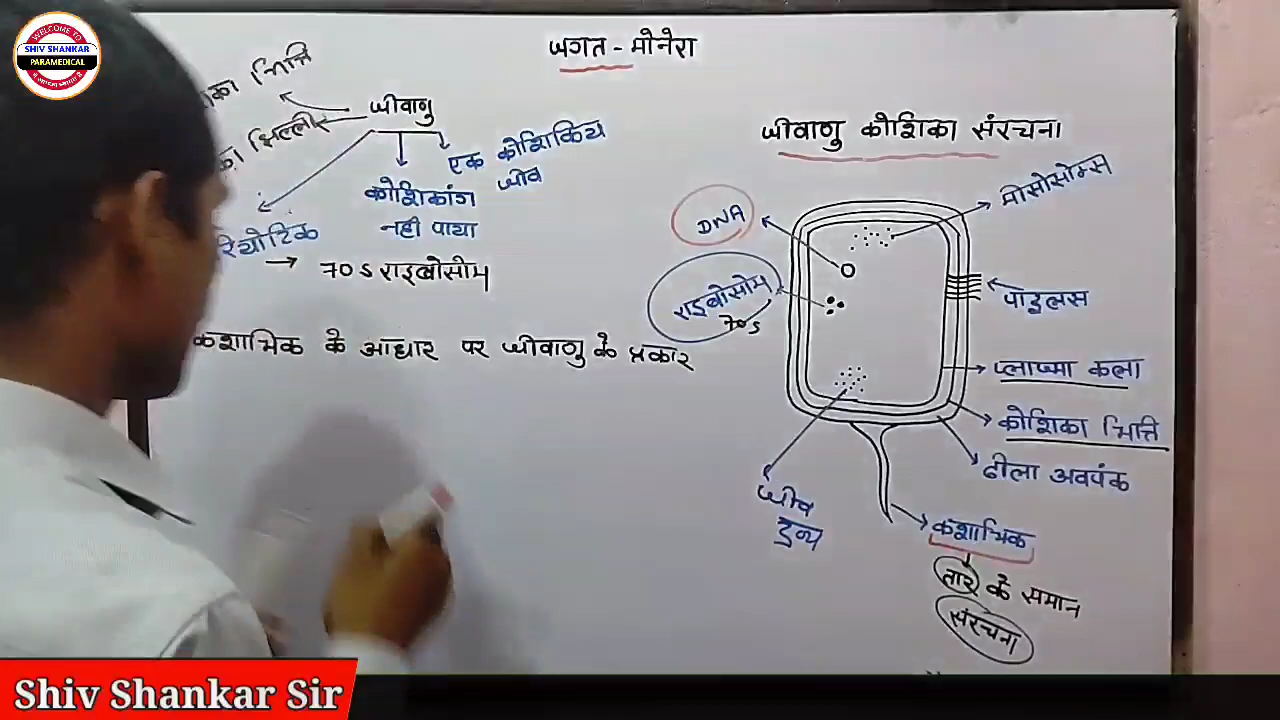 WELCOME TO
SHIV SHANKAR
PARAMEDICAL
जगत - मोनेरा
भित्ति
जीवाणु
झिल्ली
एक कोशिकिय
जीव
कोशिकांग
नही पाया
→ 70S राइबोसोम
कशाभिक के आधार पर जीवाणु के प्रकार
जीवाणु कोशिका संरचना
मीसोसोम्स
DNA
राइबोसोम
70S
पाइलस
प्लाज्मा कला
कोशिका भित्ति
ढीला अवपंक
जीव
द्रव्य
कशाभिक
तार के समान
संरचना
Shiv Shankar Sir